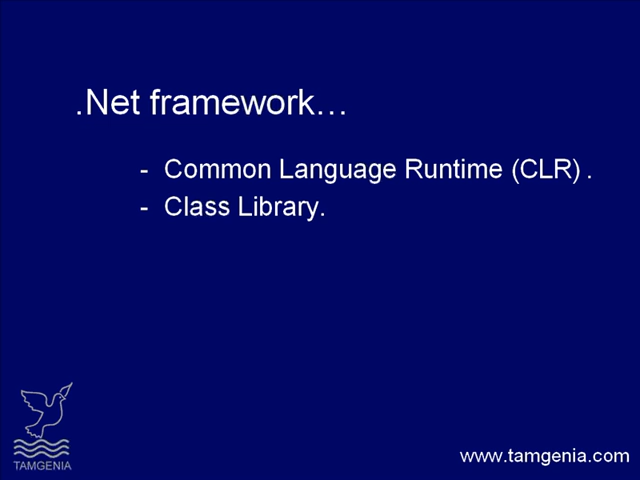 .Net framework…
- Common Language Runtime (CLR) .
- Class Library.
TAMGENIA
www.tamgenia.com